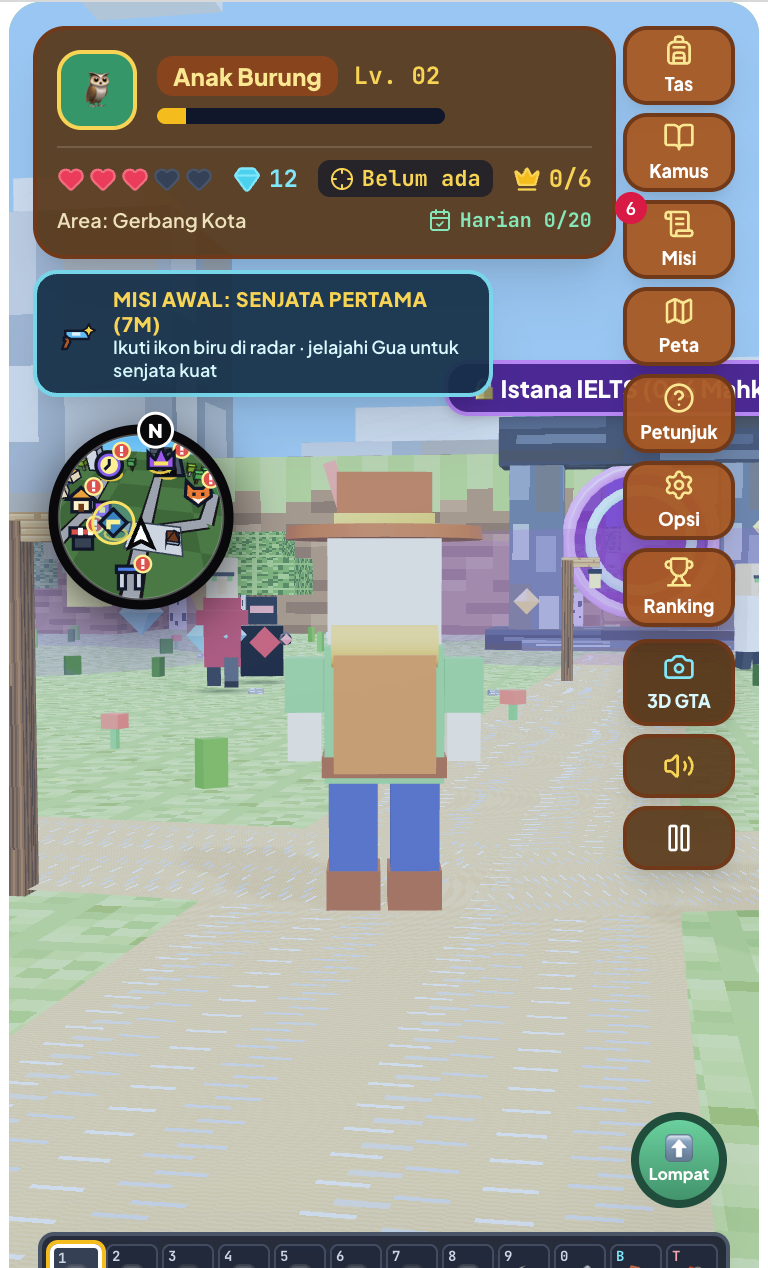 Anak Burung
Lv. 02
Tas
12
Belum ada
0/6
Kamus
Area: Gerbang Kota
Harian 0/20
6
Misi
MISI AWAL: SENJATA PERTAMA
(7M)
Ikuti ikon biru di radar · jelajahi Gua untuk
senjata kuat
Peta
Istana IELTS
Petunjuk
N
Opsi
Ranking
3D GTA
Lompat
1 2 3 4 5 6 7 8 9 0 B T